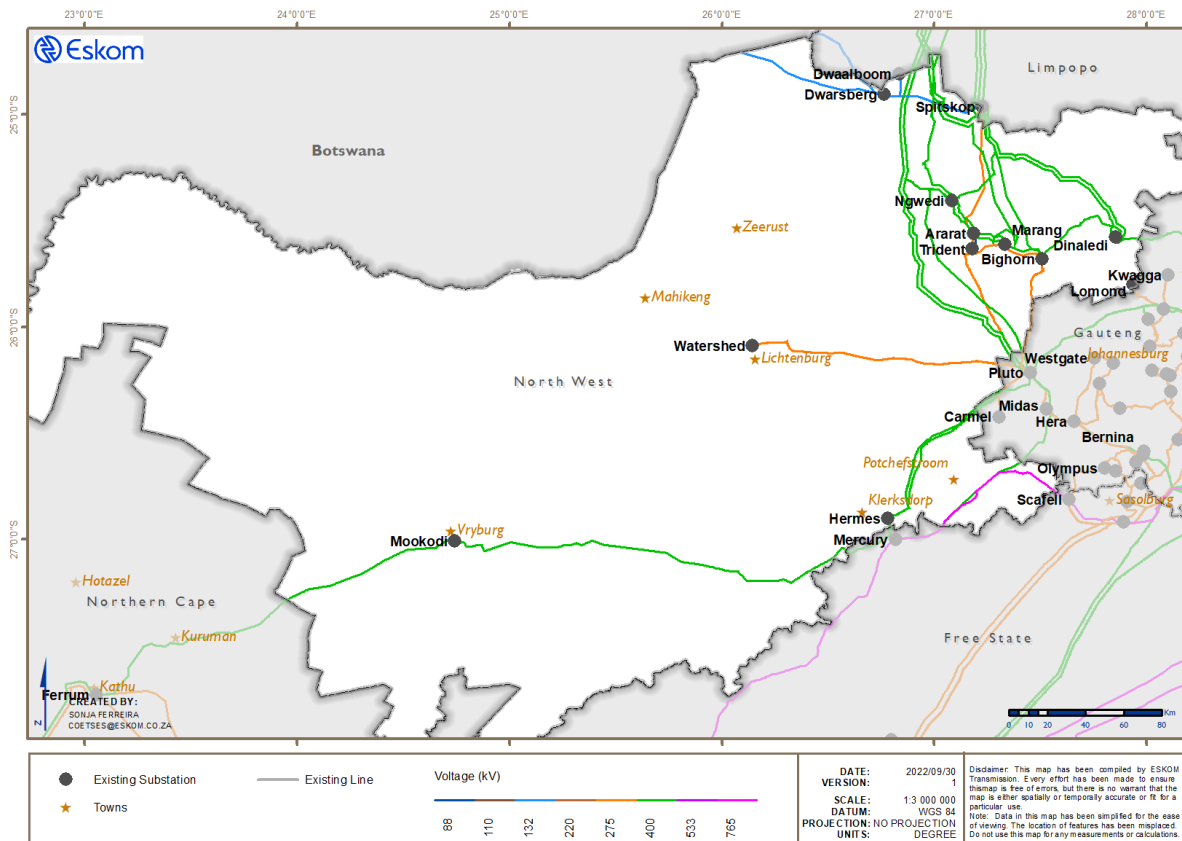 23°0'0"E
24°0'0"E
25°0'0"E
26°0'0"E
27°0'0"E
28°0'0"E
Eskom
Limpopo
Dwaalboom
Dwarsberg
Spitskop
25°0'0"S
Botswana
Ngwedi
Zeerust
Ararat
Marang
Trident
Dinaledi
Bighorn
Kwagga
Lomond
Mahikeng
26°0'0"S
Gauteng
Watershed
Lichtenburg
Westgate
Johannesburg
Pluto
North West
Midas
Carmel
Hera
Bernina
Potchefstroom
Olympus
Klerksdorp
Scafell
Sasolburg
Hermes
Vryburg
Mercury
Mookodi
27°0'0"S
Hotazel
Northern Cape
Kuruman
Free State
Kathu
Ferrum
CREATED BY:
SONJA FERREIRA
COETSES@ESKOM.CO.ZA
Z
Km
0 10 20 40 60 80
Existing Substation
Existing Line
Towns
Voltage (kV)
88
110
132
220
275
400
533
765
DATE: 2022/09/30
VERSION: 1
SCALE: 1:3 000 000
DATUM: WGS 84
PROJECTION: NO PROJECTION
UNITS: DEGREE
Disclaimer: This map has been compiled by ESKOM
Transmission. Every effort has been made to ensure
thismap is free of errors, but there is no warrant that the
map is either spatially or temporally accurate or fit for a
particular use.
Note: Data in this map has been simplified for the ease
of viewing. The location of features has been misplaced.
Do not use this map for any measurements or calculations.